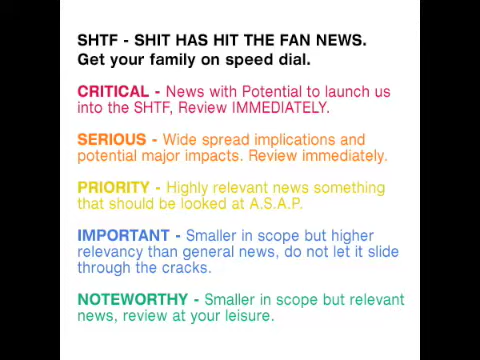 SHTF - SHIT HAS HIT THE FAN NEWS.
Get your family on speed dial.
CRITICAL - News with Potential to launch us
into the SHTF, Review IMMEDIATELY.
SERIOUS - Wide spread implications and
potential major impacts. Review immediately.
PRIORITY - Highly relevant news something
that should be looked at A.S.A.P.
IMPORTANT - Smaller in scope but higher
relevancy than general news, do not let it slide
through the cracks.
NOTEWORTHY - Smaller in scope but relevant
news, review at your leisure.